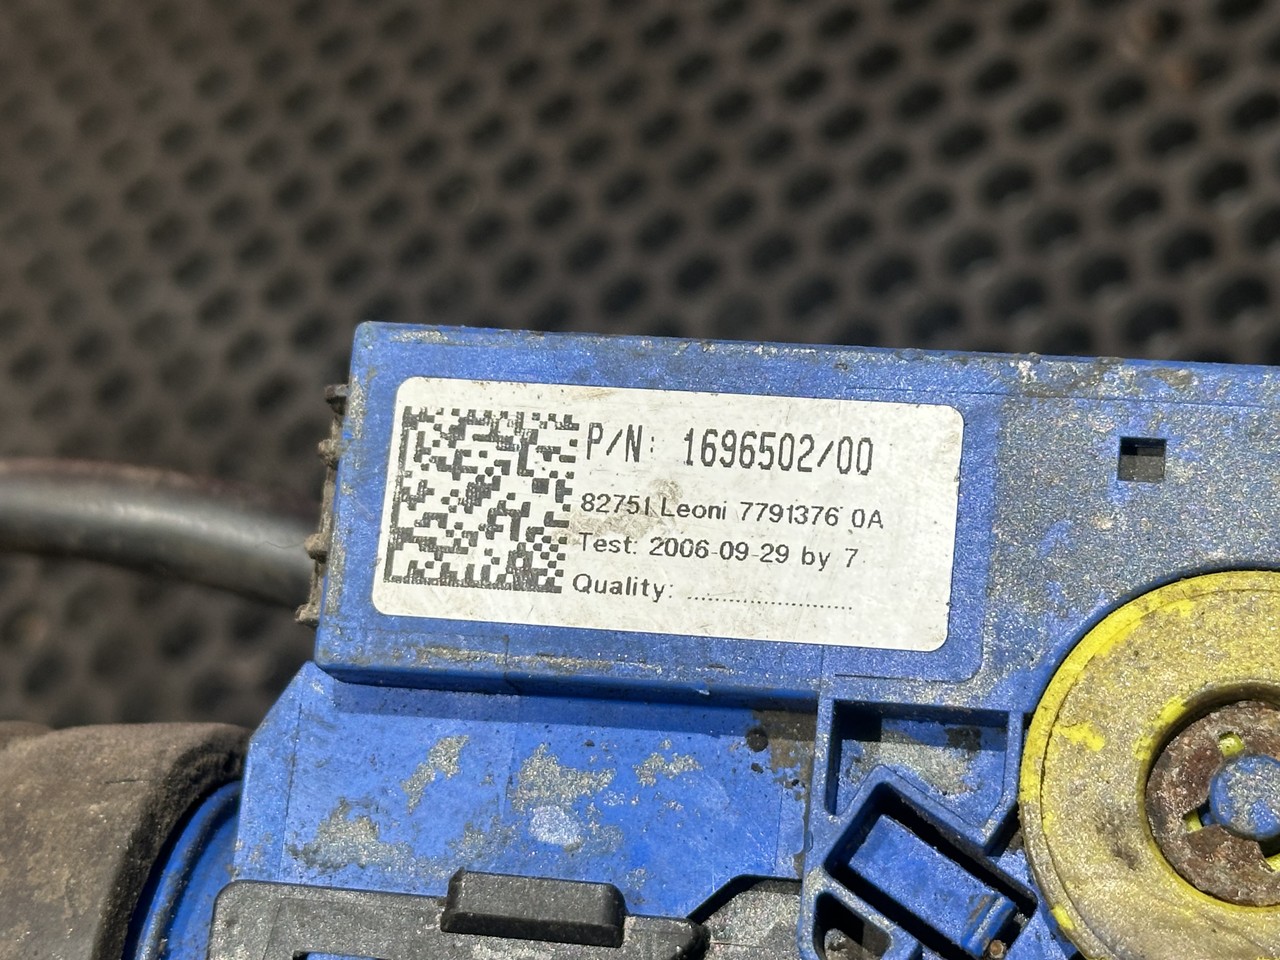 P/N: 1696502/00
82751 Leoni 7791376 0A
Test: 2006-09-29 by 7
Quality: ........................